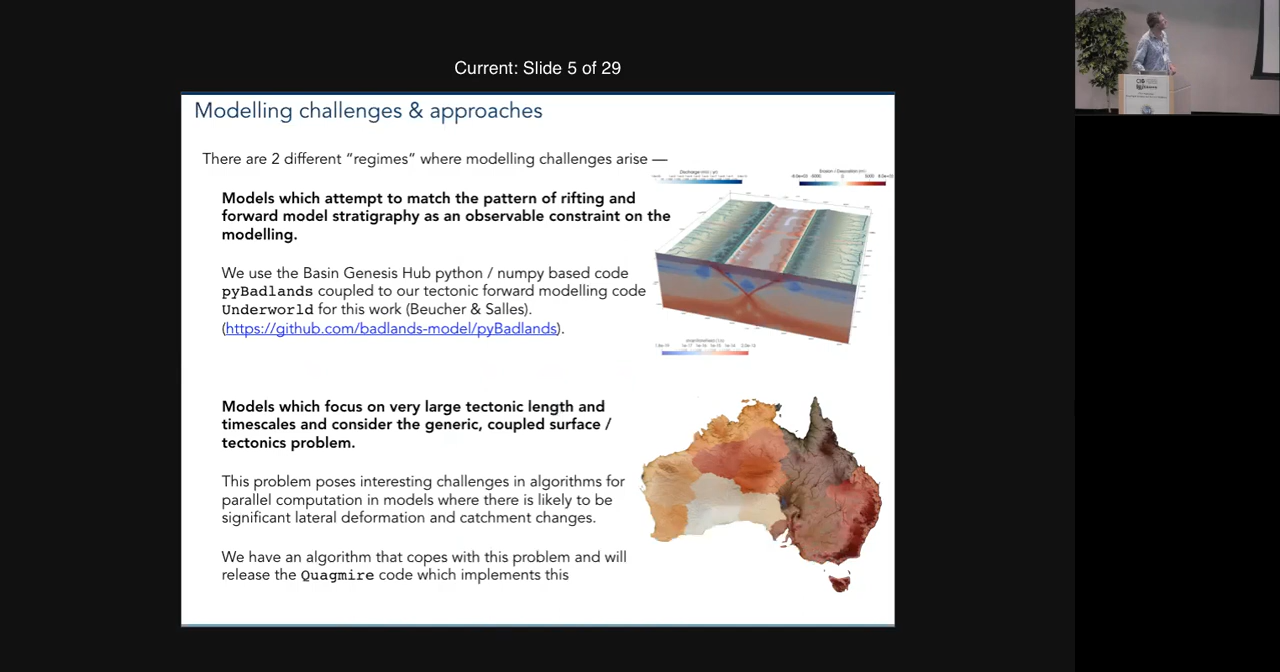 Current: Slide 5 of 29
Modelling challenges & approaches
There are 2 different “regimes” where modelling challenges arise —
Models which attempt to match the pattern of rifting and
forward model stratigraphy as an observable constraint on the
modelling.
We use the Basin Genesis Hub python / numpy based code
pyBadlands coupled to our tectonic forward modelling code
Underworld for this work (Beucher & Salles).
(https://github.com/badlands-model/pyBadlands).
Models which focus on very large tectonic length and
timescales and consider the generic, coupled surface /
tectonics problem.
This problem poses interesting challenges in algorithms for
parallel computation in models where there is likely to be
significant lateral deformation and catchment changes.
We have an algorithm that copes with this problem and will
release the Quagmire code which implements this